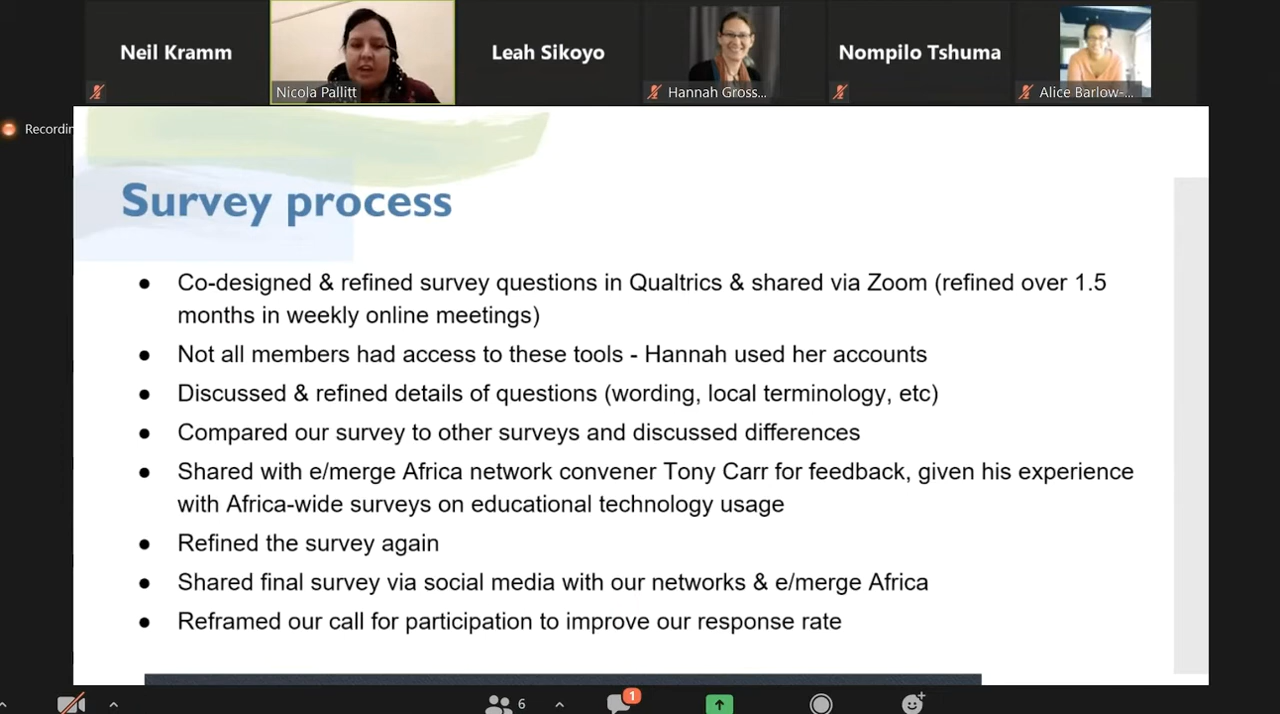 Neil Kramm
Leah Sikoyo
Nompilo Tshuma
Nicola Pallitt
Hannah Gross...
Alice Barlow-...
Recordin
Survey process
● Co-designed & refined survey questions in Qualtrics & shared via Zoom (refined over 1.5
months in weekly online meetings)
● Not all members had access to these tools - Hannah used her accounts
● Discussed & refined details of questions (wording, local terminology, etc)
● Compared our survey to other surveys and discussed differences
● Shared with e/merge Africa network convener Tony Carr for feedback, given his experience
with Africa-wide surveys on educational technology usage
● Refined the survey again
● Shared final survey via social media with our networks & e/merge Africa
● Reframed our call for participation to improve our response rate
6
1